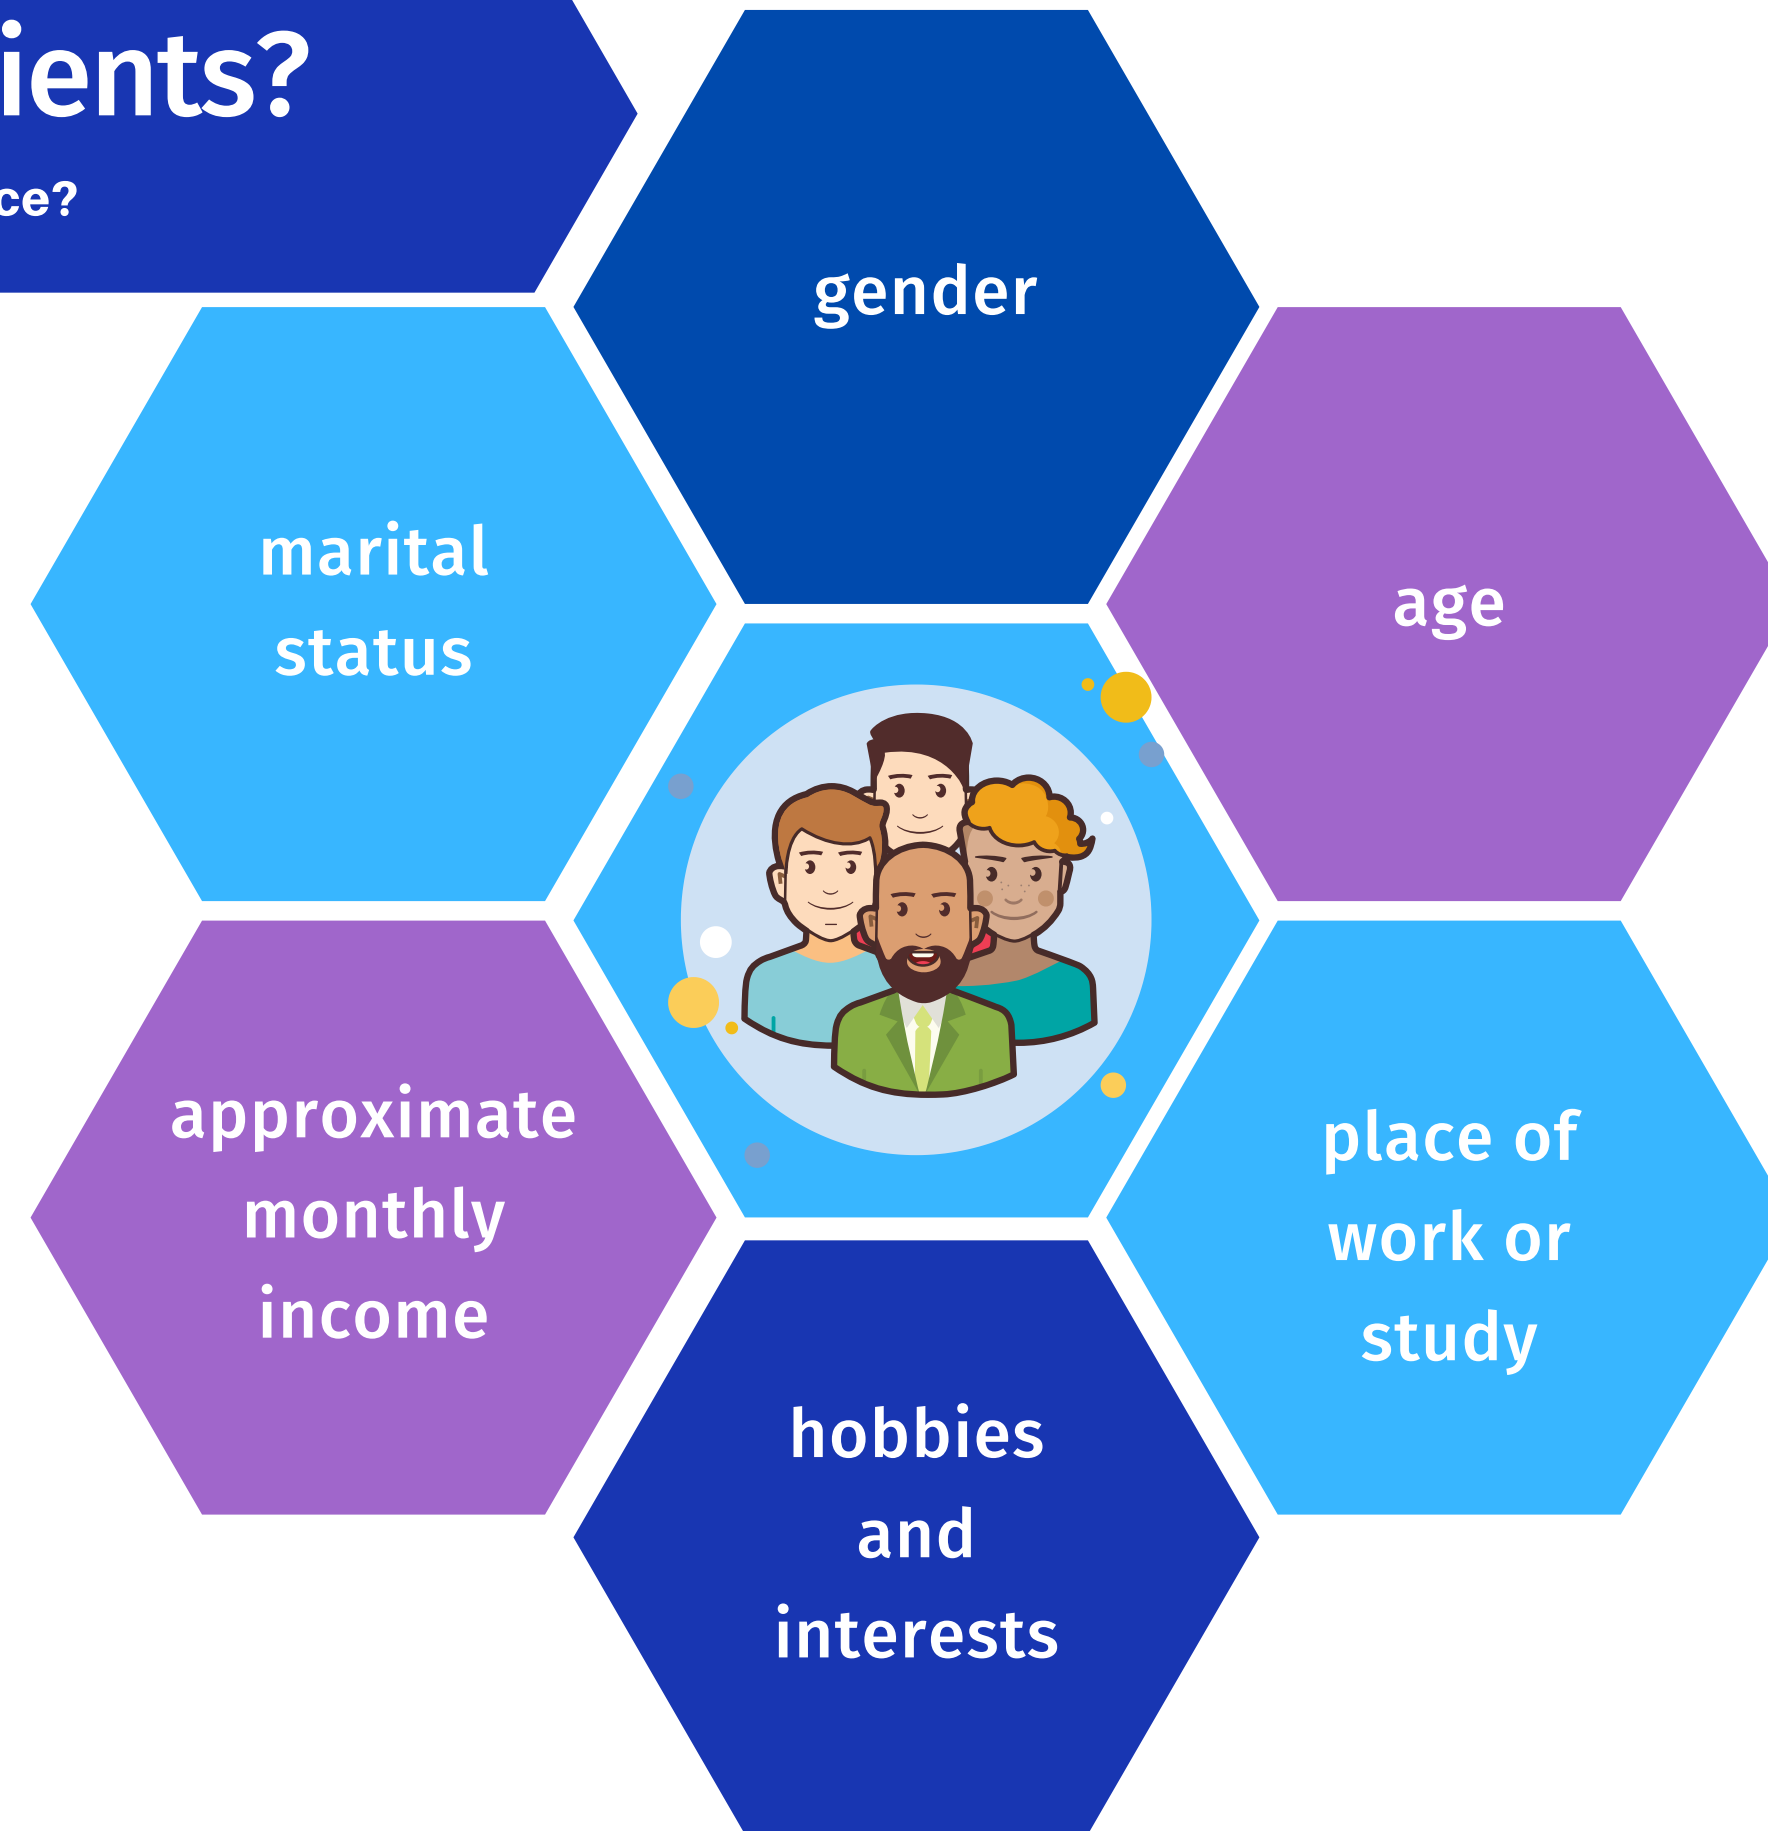 ients?
ce?
gender
marital
status
age
approximate
monthly
income
place of
work or
study
hobbies
and
interests